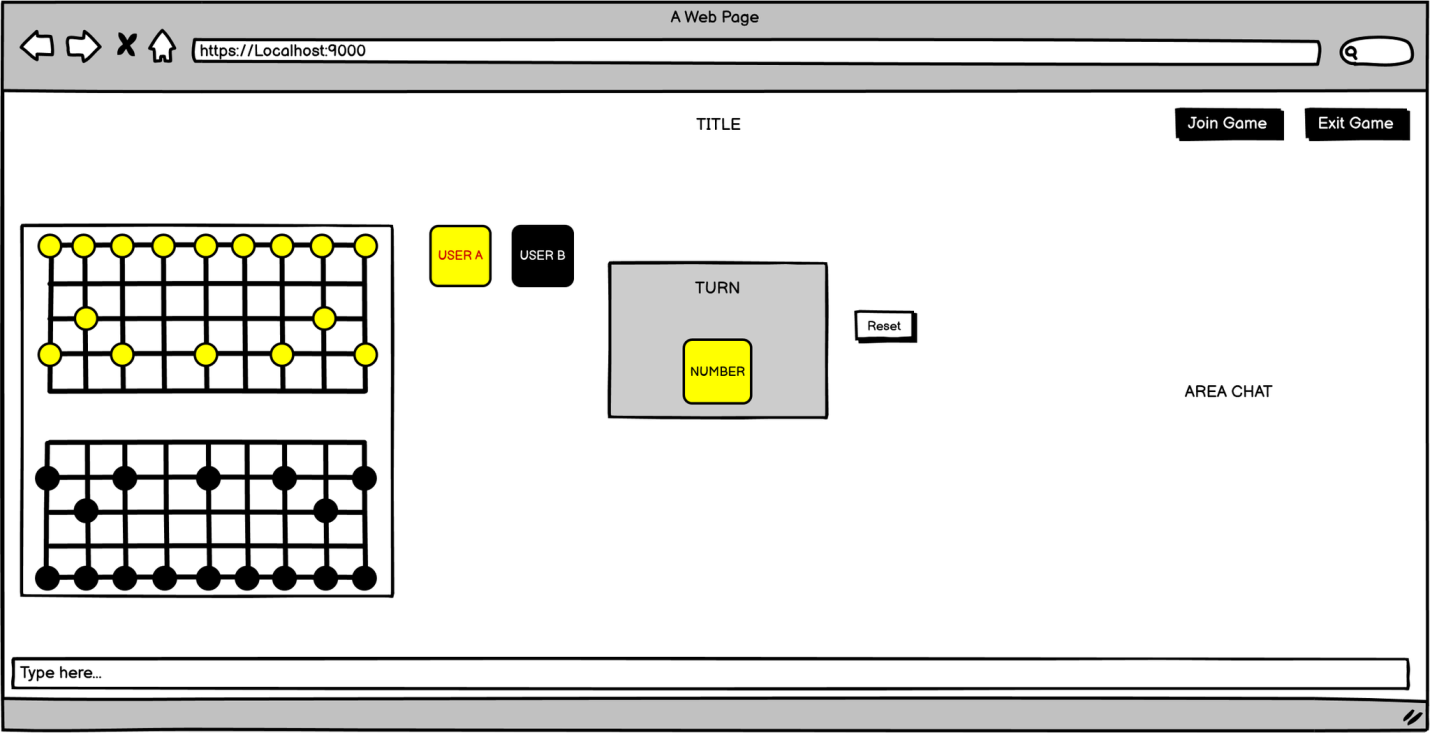 A Web Page
https://Localhost:9000
TITLE
Join Game
Exit Game
USER A
USER B
TURN
Reset
NUMBER
AREA CHAT
Type here...